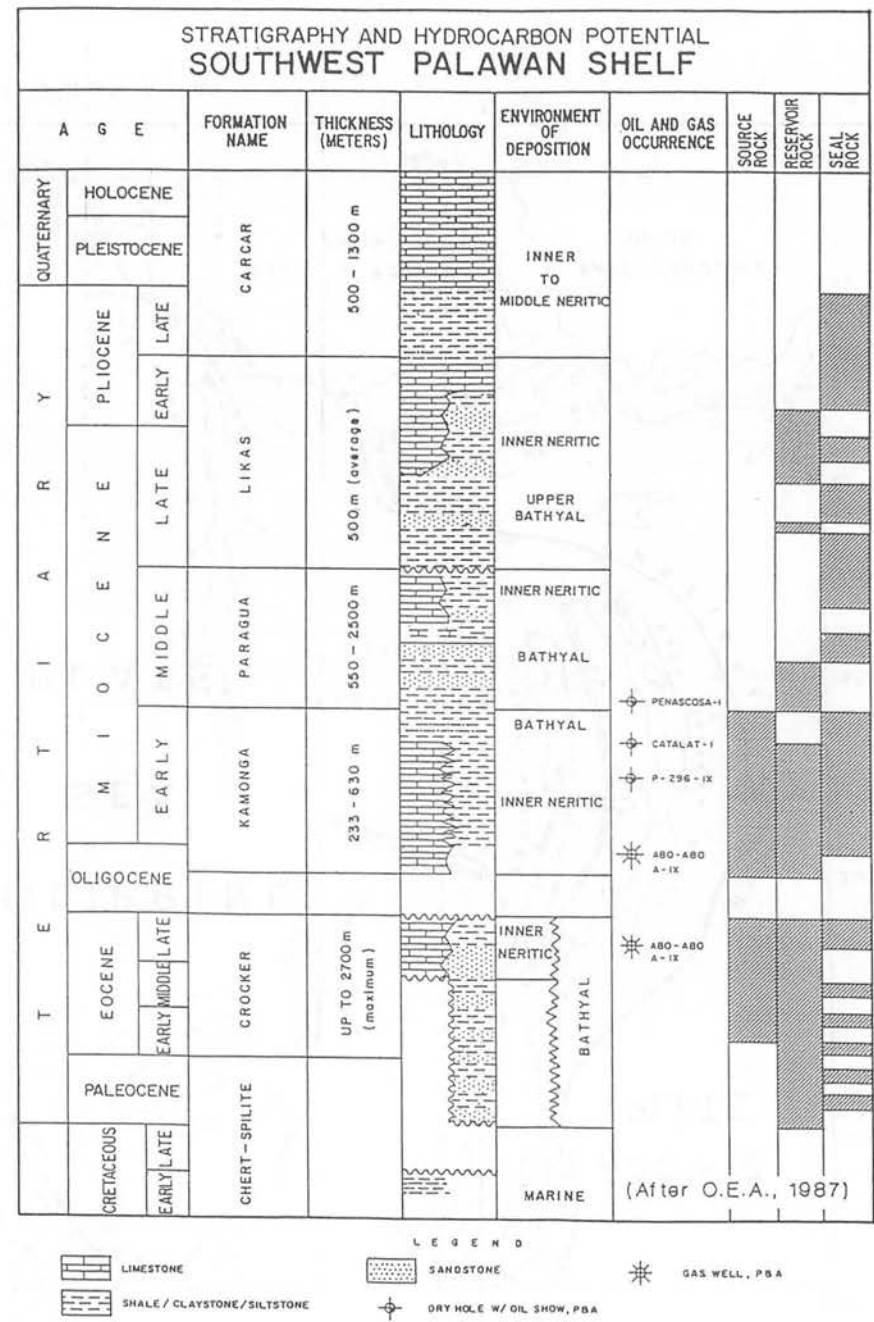 STRATIGRAPHY AND HYDROCARBON POTENTIAL
SOUTHWEST PALAWAN SHELF
A G E
FORMATION
NAME
THICKNESS
(METERS)
LITHOLOGY
ENVIRONMENT
OF
DEPOSITION
OIL AND GAS
OCCURRENCE
SOURCE
ROCK
RESERVOIR
ROCK
SEAL
ROCK
QUATERNARY
HOLOCENE
PLEISTOCENE
TERTIARY
PLIOCENE
LATE
EARLY
MIOCENE
LATE
MIDDLE
EARLY
OLIGOCENE
EOCENE
LATE
MIDDLE
EARLY
PALEOCENE
CRETACEOUS
LATE
EARLY
CARCAR
LIKAS
PARAGUA
KAMONGA
CROCKER
CHERT-SPILITE
500 - 1300 m
500 m (average)
550 - 2500m
233 - 630 m
UP TO 2700m
(maximum)
INNER
TO
MIDDLE NERITIC
INNER NERITIC
UPPER
BATHYAL
INNER NERITIC
BATHYAL
BATHYAL
INNER NERITIC
INNER
NERITIC
BATHYAL
MARINE
PENASCOSA-1
CATALAT-1
P-296-IX
ABO-ABO
A-IX
ABO-ABO
A-IX
(After O.E.A., 1987)
LEGEND
LIMESTONE
SHALE / CLAYSTONE/SILTSTONE
SANDSTONE
DRY HOLE W/ OIL SHOW, P&A
GAS WELL, P&A